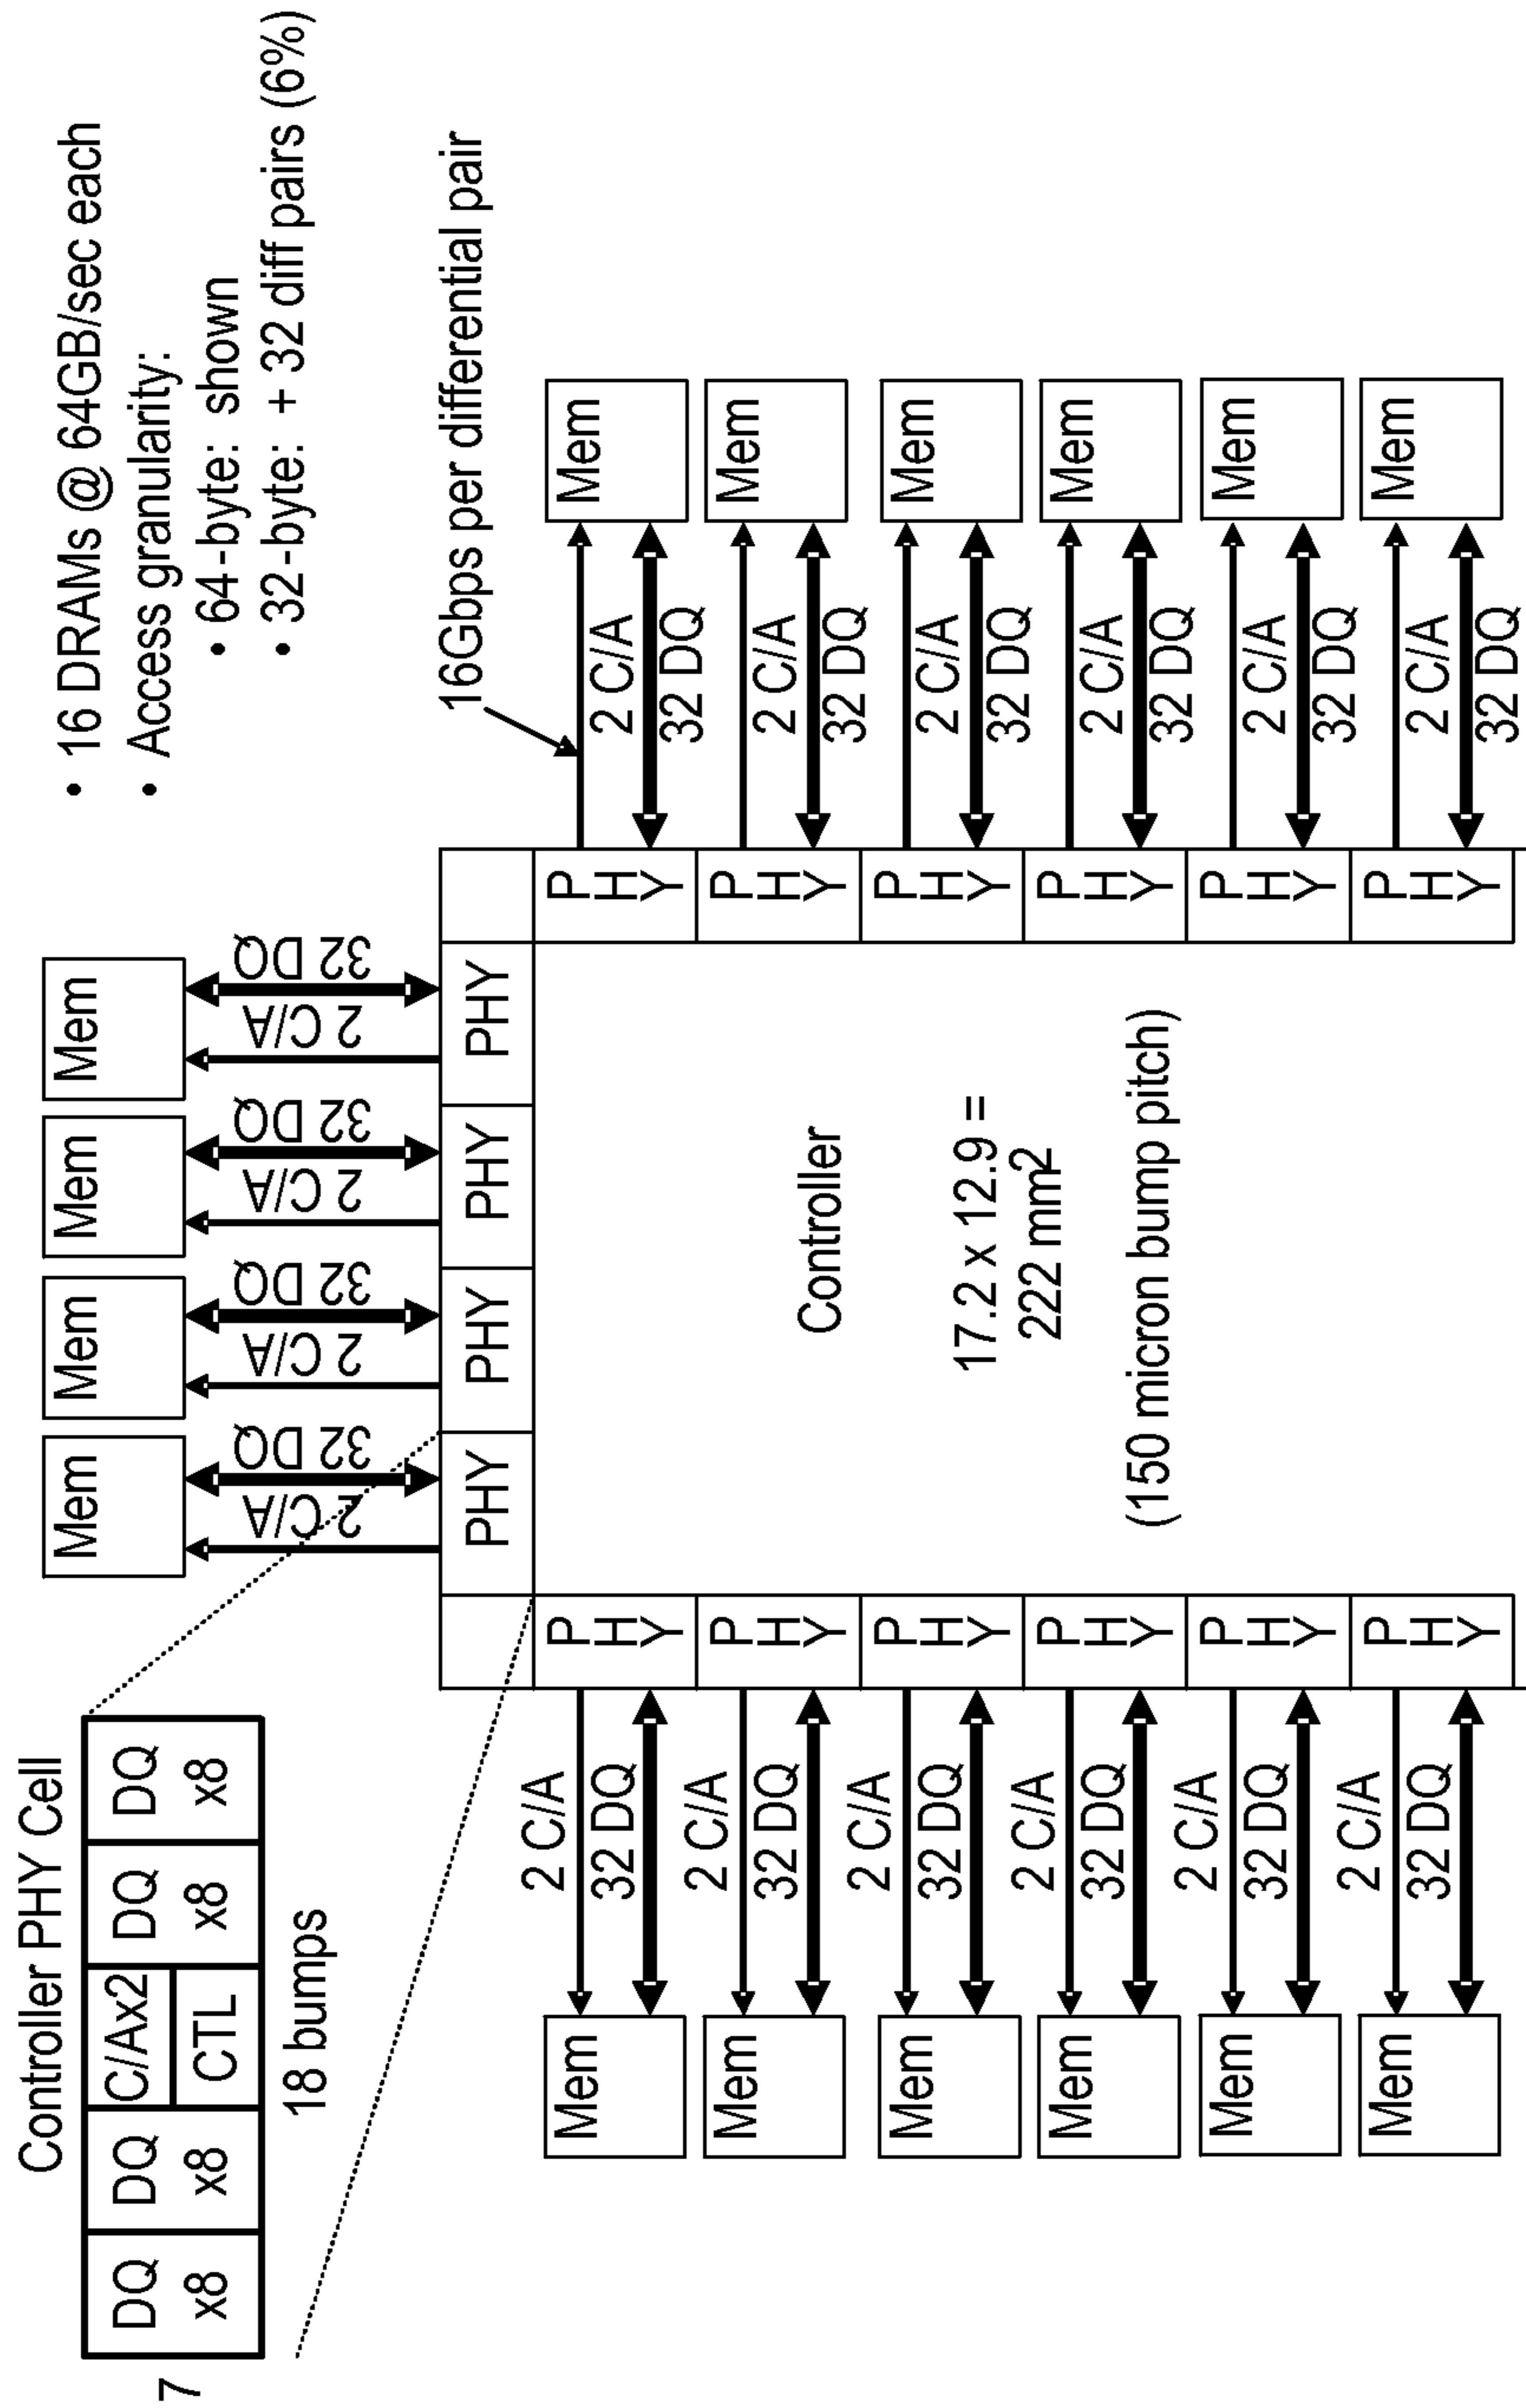 Controller PHY Cell
7
DQ x8
DQ x8
C/Ax2
CTL
DQ x8
DQ x8
18 bumps
Mem
Mem
Mem
Mem
2 C/A
32 DQ
2 C/A
32 DQ
2 C/A
32 DQ
2 C/A
32 DQ
• 16 DRAMs @ 64GB/sec each
• Access granularity:
• 64-byte: shown
• 32-byte: + 32 diff pairs (6%)
16Gbps per differential pair
PHY
PHY
PHY
PHY
Mem
2 C/A
32 DQ
PHY
Mem
2 C/A
32 DQ
PHY
Mem
2 C/A
32 DQ
PHY
Mem
2 C/A
32 DQ
PHY
Mem
2 C/A
32 DQ
PHY
Mem
2 C/A
32 DQ
PHY
Controller
17.2 x 12.9 =
222 mm2
(150 micron bump pitch)
PHY
2 C/A
32 DQ
Mem
PHY
2 C/A
32 DQ
Mem
PHY
2 C/A
32 DQ
Mem
PHY
2 C/A
32 DQ
Mem
PHY
2 C/A
32 DQ
Mem
PHY
2 C/A
32 DQ
Mem